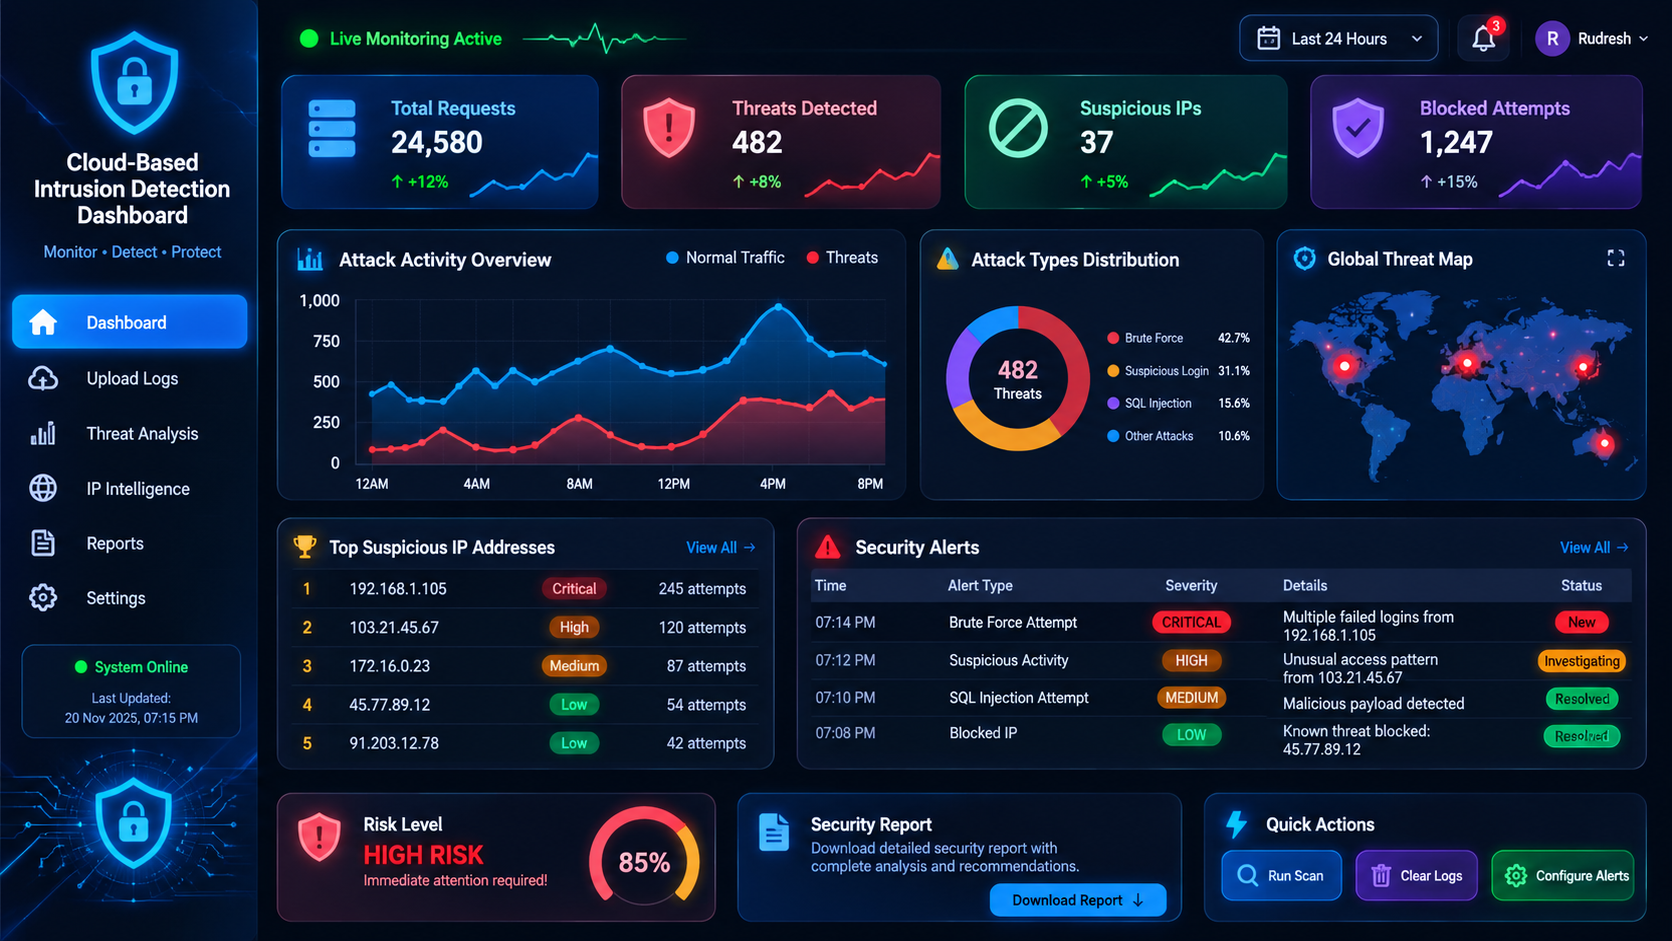 Cloud-Based
Intrusion Detection
Dashboard
Monitor • Detect • Protect
Dashboard
Upload Logs
Threat Analysis
IP Intelligence
Reports
Settings
System Online
Last Updated:
20 Nov 2025, 07:15 PM
Live Monitoring Active
Last 24 Hours
3
R Rudresh
Total Requests
24,580
↑ +12%
Threats Detected
482
↑ +8%
Suspicious IPs
37
↑ +5%
Blocked Attempts
1,247
↑ +15%
Attack Activity Overview
Normal Traffic Threats
1,000
750
500
250
0
12AM 4AM 8AM 12PM 4PM 8PM
Attack Types Distribution
482
Threats
Brute Force 42.7%
Suspicious Login 31.1%
SQL Injection 15.6%
Other Attacks 10.6%
Global Threat Map
Top Suspicious IP Addresses View All →
1 192.168.1.105 Critical 245 attempts
2 103.21.45.67 High 120 attempts
3 172.16.0.23 Medium 87 attempts
4 45.77.89.12 Low 54 attempts
5 91.203.12.78 Low 42 attempts
Security Alerts View All →
Time Alert Type Severity Details Status
07:14 PM Brute Force Attempt CRITICAL Multiple failed logins from
192.168.1.105 New
07:12 PM Suspicious Activity HIGH Unusual access pattern
from 103.21.45.67 Investigating
07:10 PM SQL Injection Attempt MEDIUM Malicious payload detected Resolved
07:08 PM Blocked IP LOW Known threat blocked:
45.77.89.12
Risk Level
HIGH RISK
Immediate attention required!
85%
Security Report
Download detailed security report with
complete analysis and recommendations.
Download Report ↓
Quick Actions
Run Scan
Clear Logs
Configure Alerts